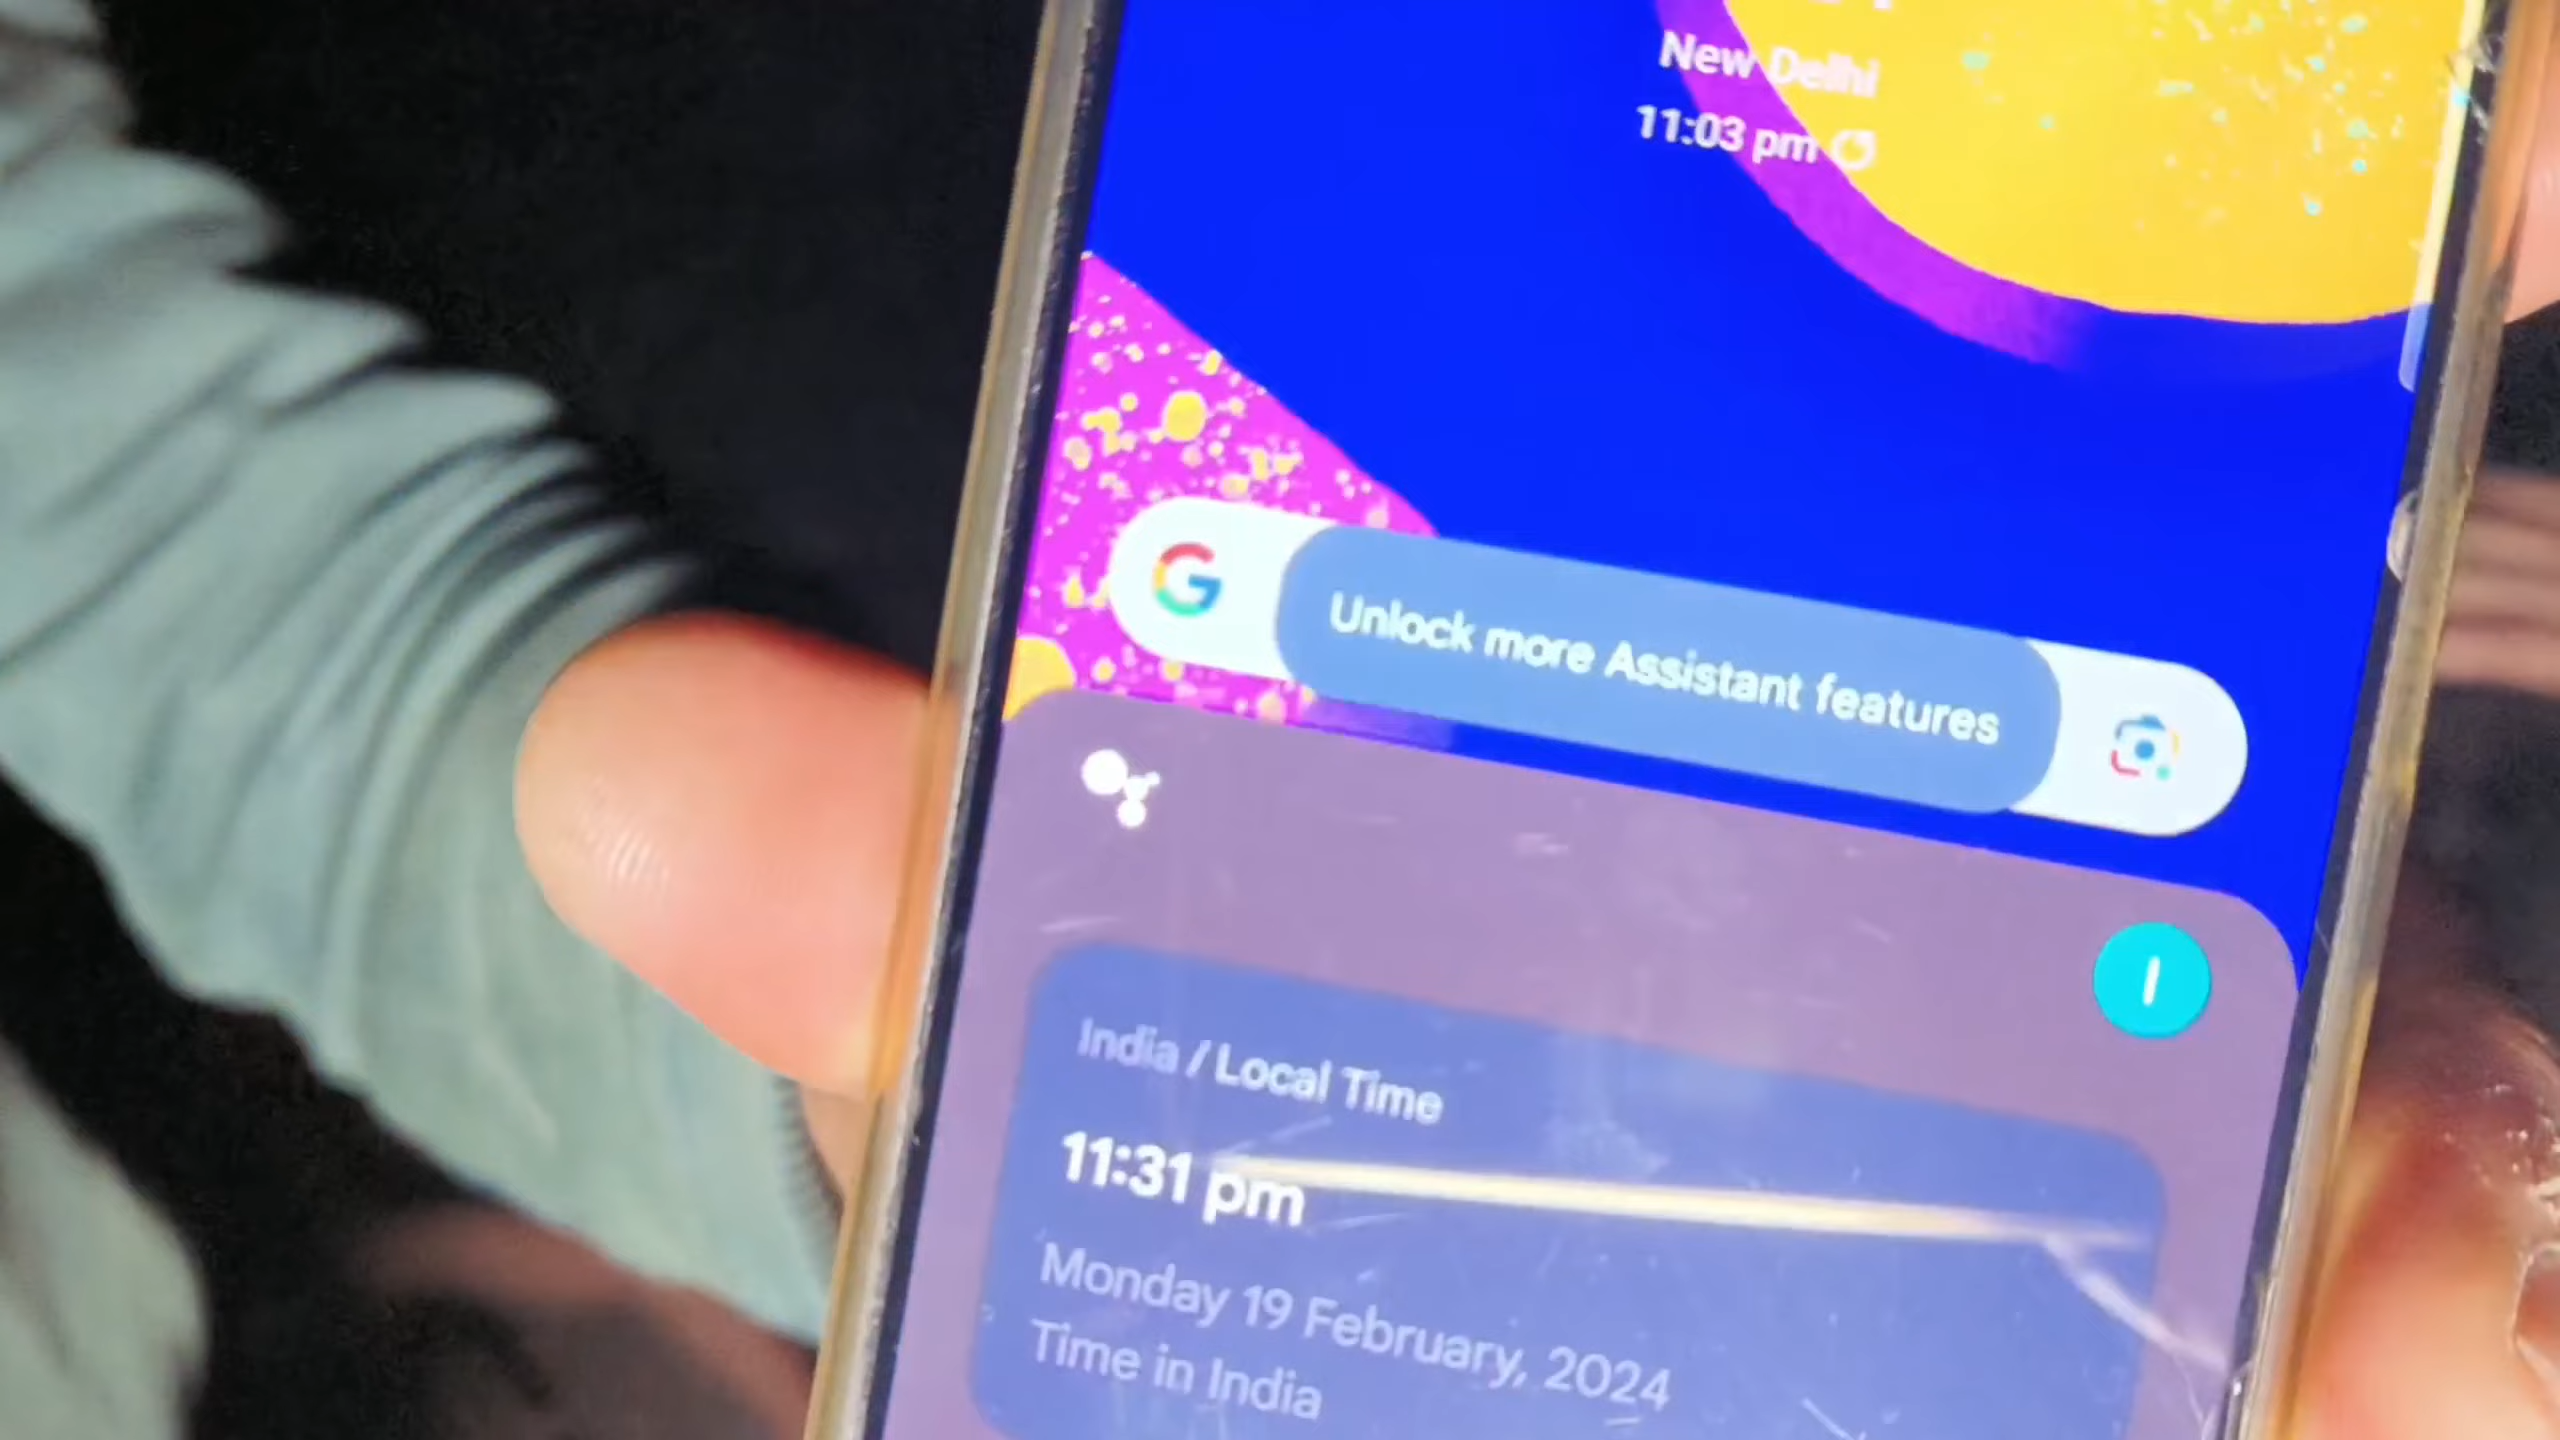 New Delhi
11:03 pm
G
Unlock more Assistant features
I
India / Local Time
11:31 pm
Monday 19 February, 2024
Time in India